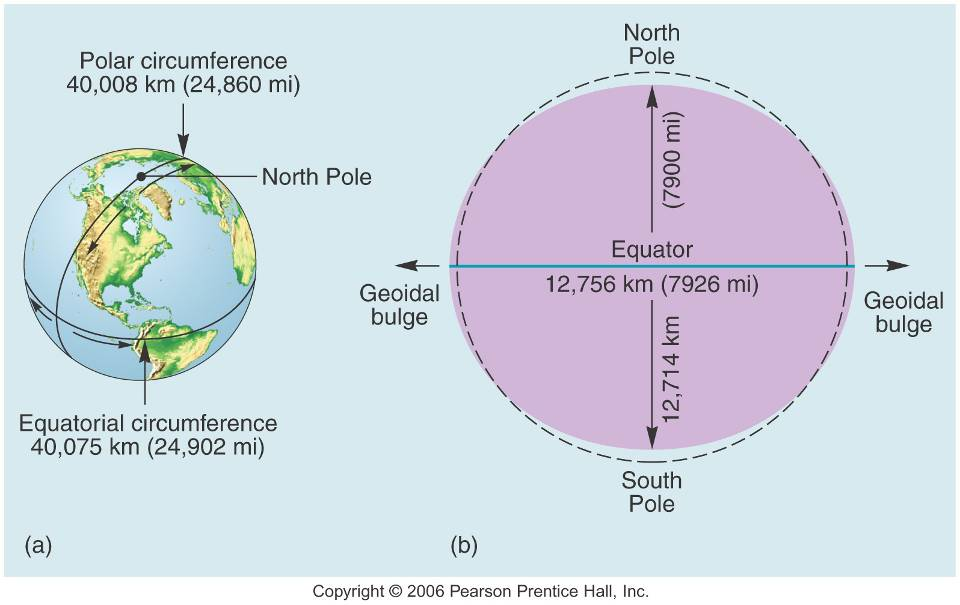 Polar circumference
40,008 km (24,860 mi)
North Pole
Equatorial circumference
40,075 km (24,902 mi)
(a)
North
Pole
(7900 mi)
Equator
12,756 km (7926 mi)
12,714 km
Geoidal
bulge
Geoidal
bulge
South
Pole
(b)
Copyright © 2006 Pearson Prentice Hall, Inc.